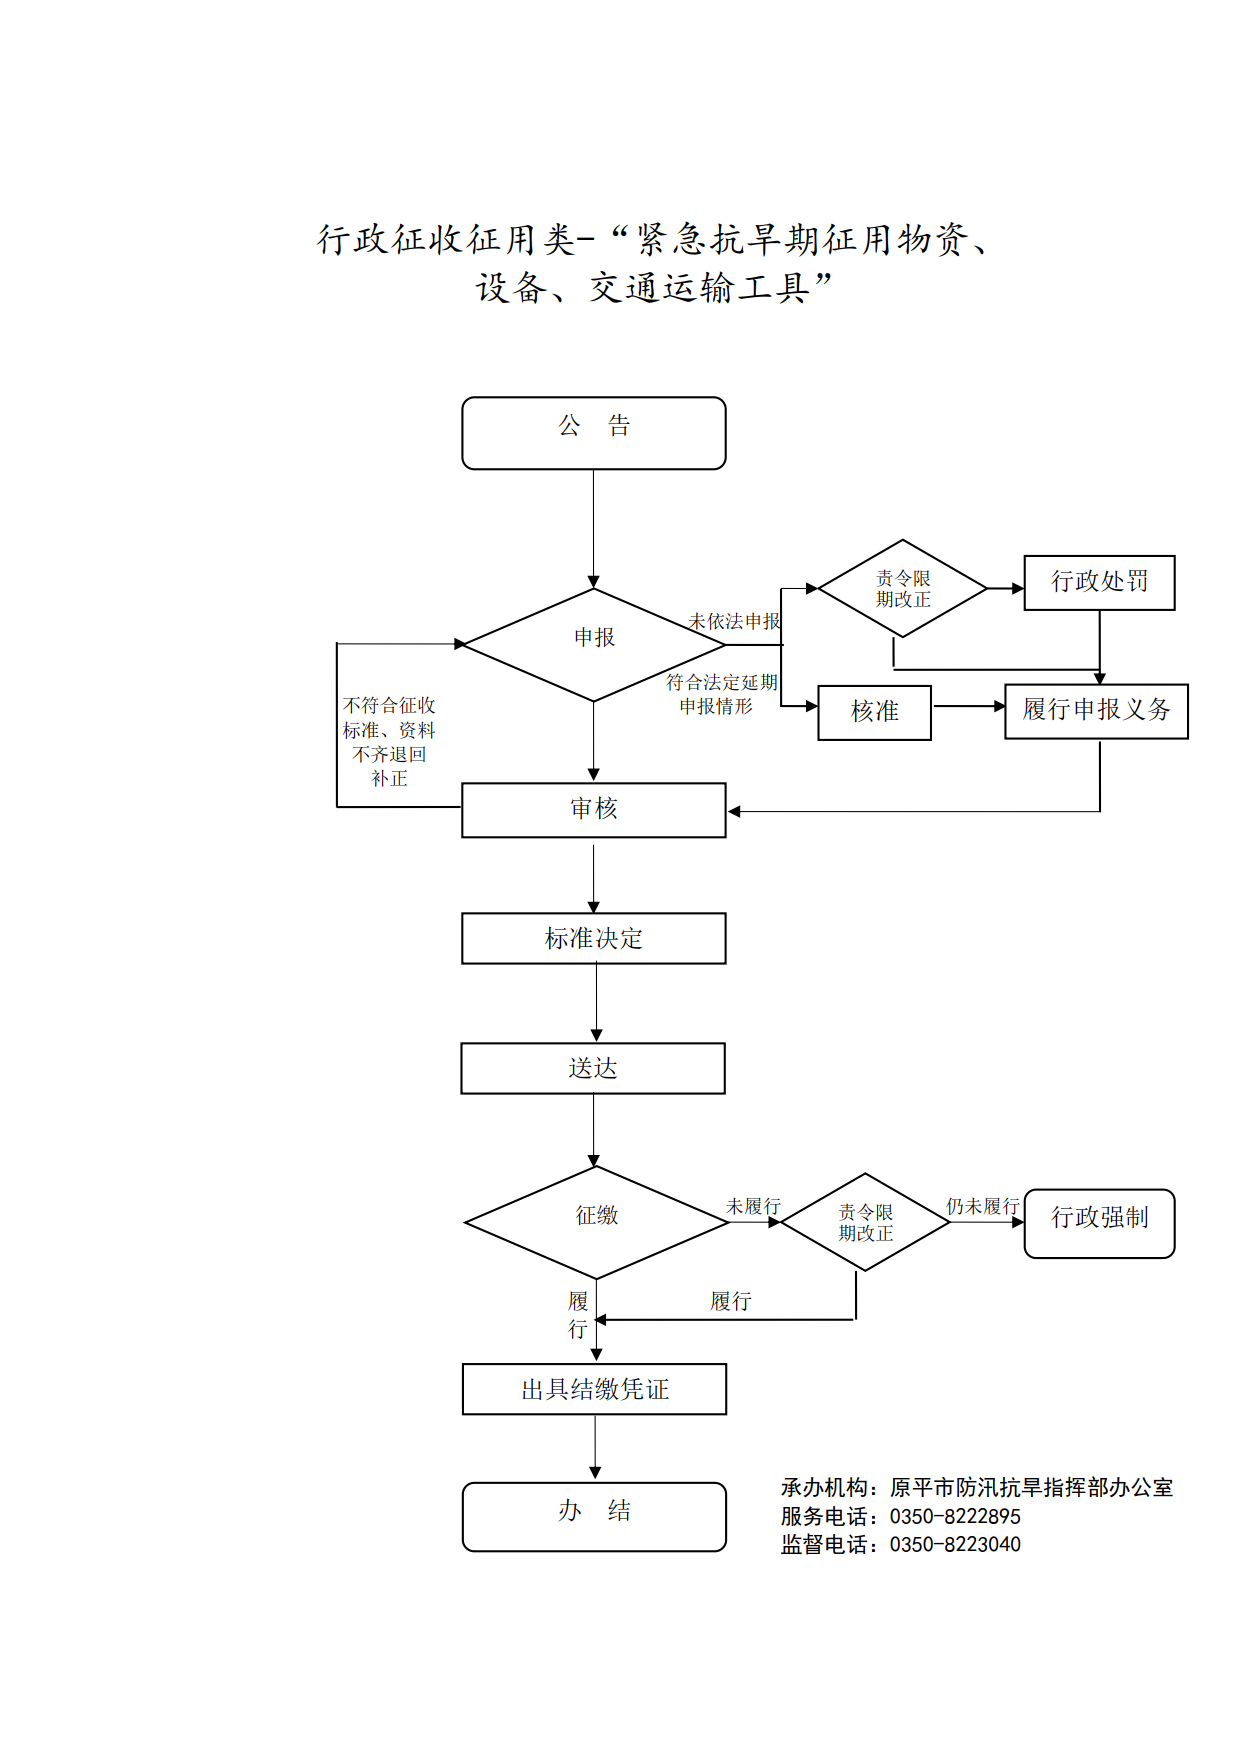 行政征收征用类-“紧急抗旱期征用物资、
设备、交通运输工具”
公 告
责令限
期改正
行政处罚
未依法申报
申报
符合法定延期
申报情形
核准
履行申报义务
不符合征收
标准、资料
不齐退回
补正
审核
标准决定
送达
征缴
未履行
责令限
期改正
仍未履行
行政强制
履
行
履行
出具结缴凭证
办 结
承办机构：原平市防汛抗旱指挥部办公室
服务电话：0350-8222895
监督电话：0350-8223040